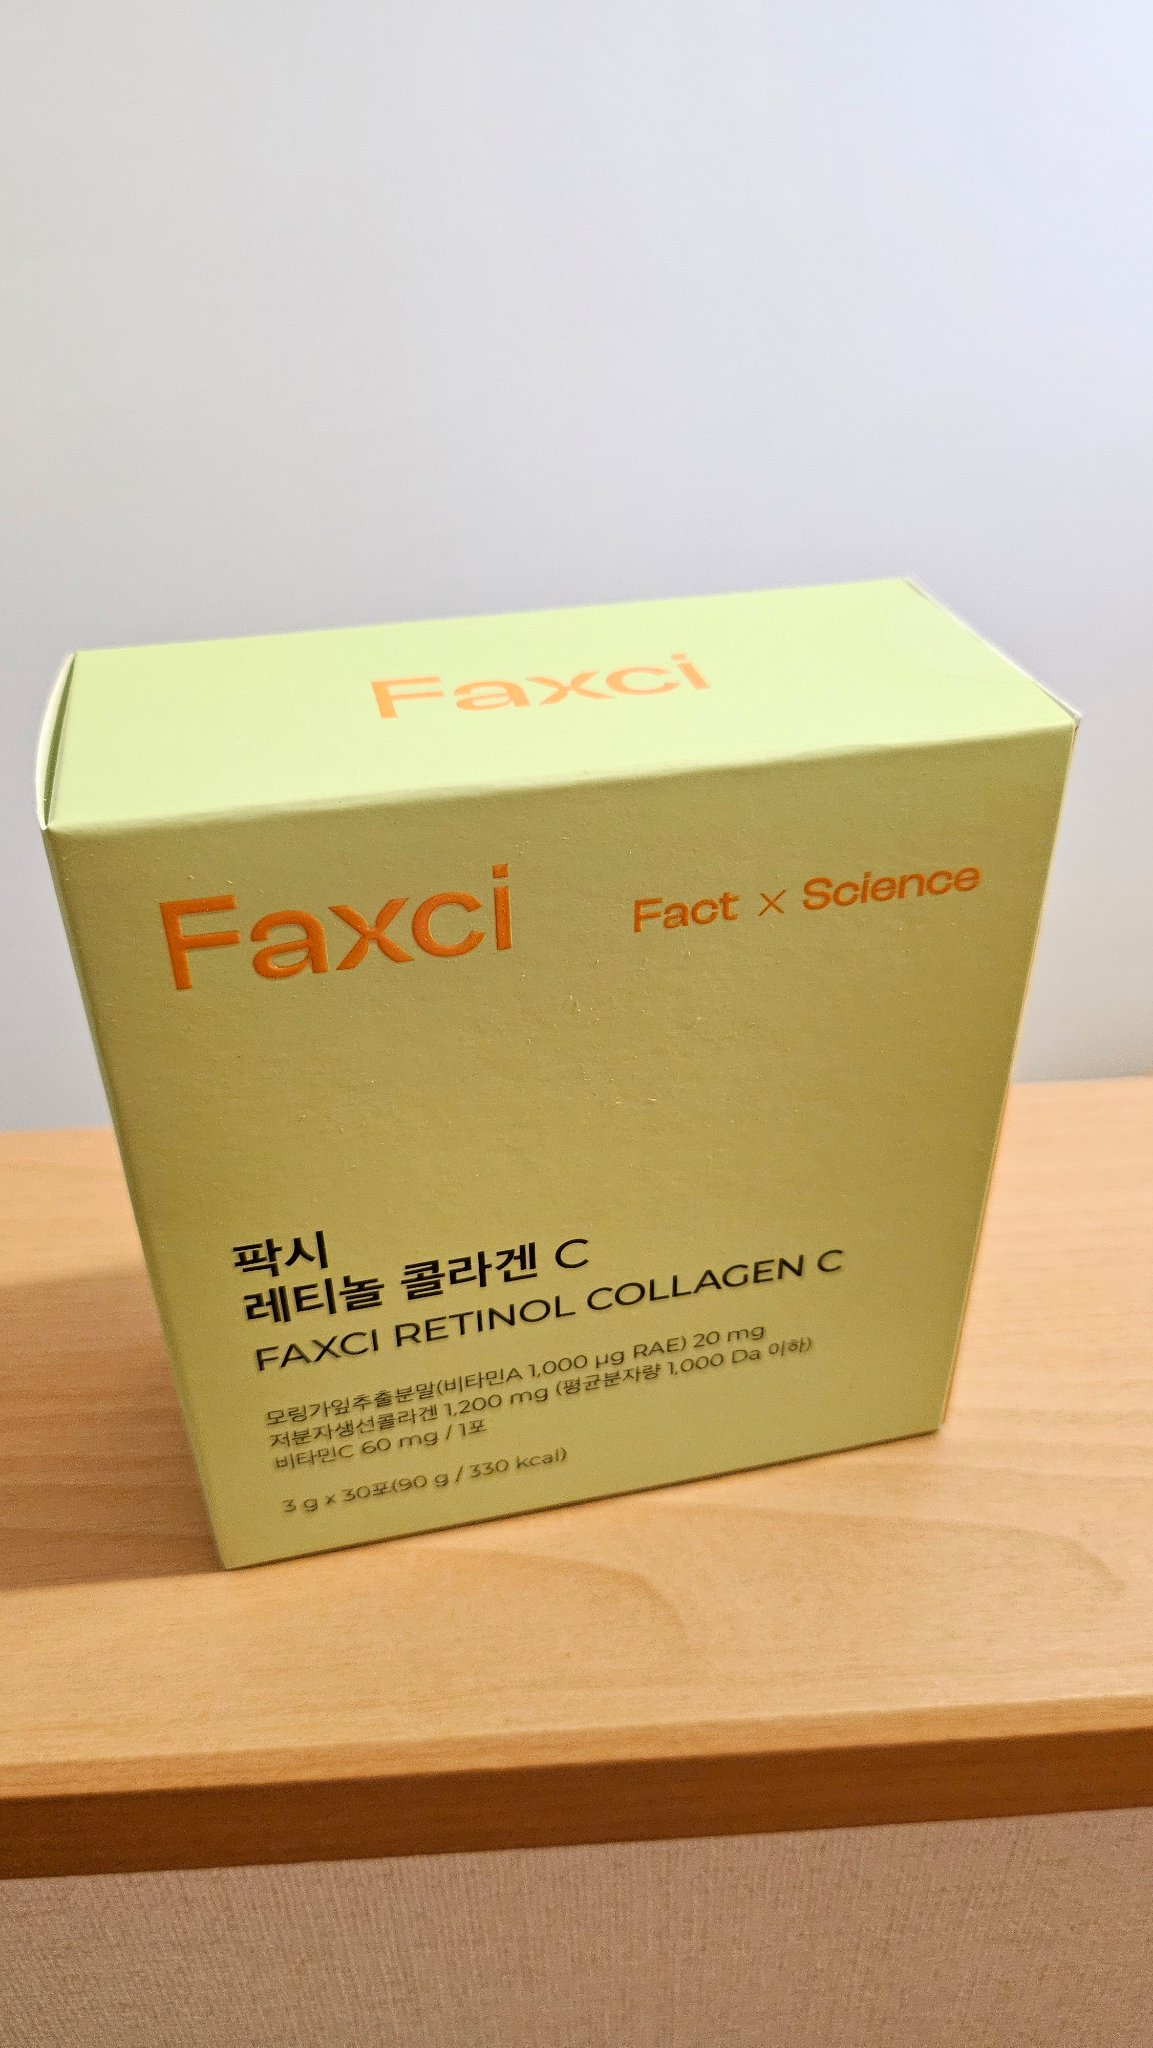 Faxci
Faxci
Fact × Science
팍시
레티놀 콜라겐 C
FAXCI RETINOL COLLAGEN C
모링가잎추출분말(비타민A 1,000 μg RAE) 20 mg
저분자생선콜라겐 1,200 mg (평균분자량 1,000 Da 이하)
비타민C 60 mg / 1포
3 g x 30포(90 g / 330 kcal)